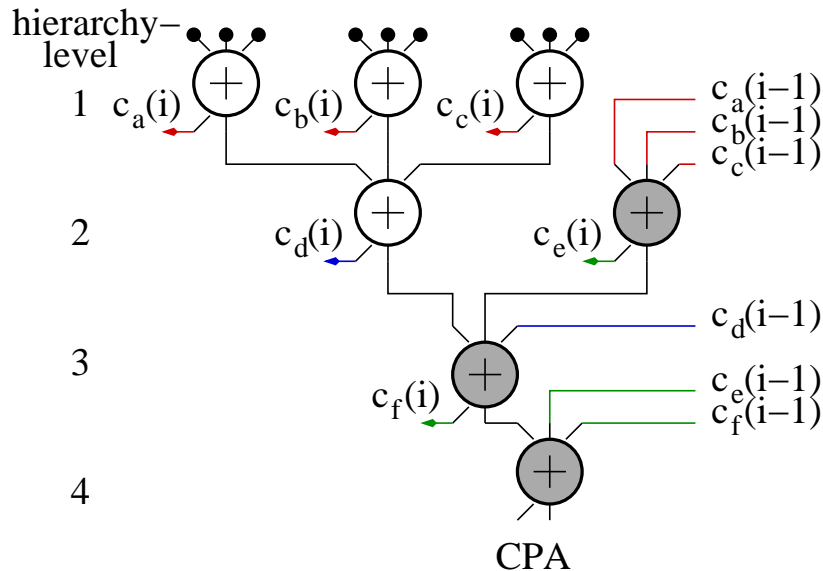 hierarchy-
level
1
c_a(i)
c_b(i)
c_c(i)
c_a(i−1)
c_b(i−1)
c_c(i−1)
2
c_d(i)
c_e(i)
3
c_d(i−1)
c_f(i)
c_e(i−1)
c_f(i−1)
4
CPA